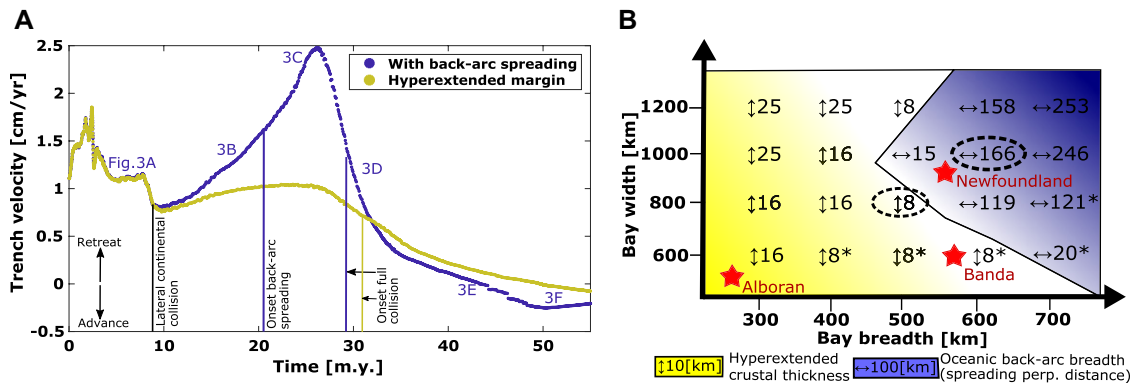 A
Trench velocity [cm/yr]
2.5
2.0
1.5
1.0
0.5
0
-0.5
With back-arc spreading
Hyperextended margin
Fig.3A
3B
3C
3D
3E
3F
Retreat
Advance
Lateral continental
collision
Onset back-arc
spreading
Onset full
collision
0 10 20 30 40 50
Time [m.y.]
B
Bay width [km]
1200
1000
800
600
↕25 ↕25 ↕8 ↔158 ↔253
↕25 ↕16 ↔15 ↔166 ↔246
Newfoundland
↕16 ↕16 ↕8 ↔119 ↔121*
↕16 ↕8* ↕8* ↕8* ↔20*
Alboran
Banda
300 400 500 600 700
Bay breadth [km]
↕10[km] Hyperextended
crustal thickness
↔100[km] Oceanic back-arc breadth
(spreading perp. distance)